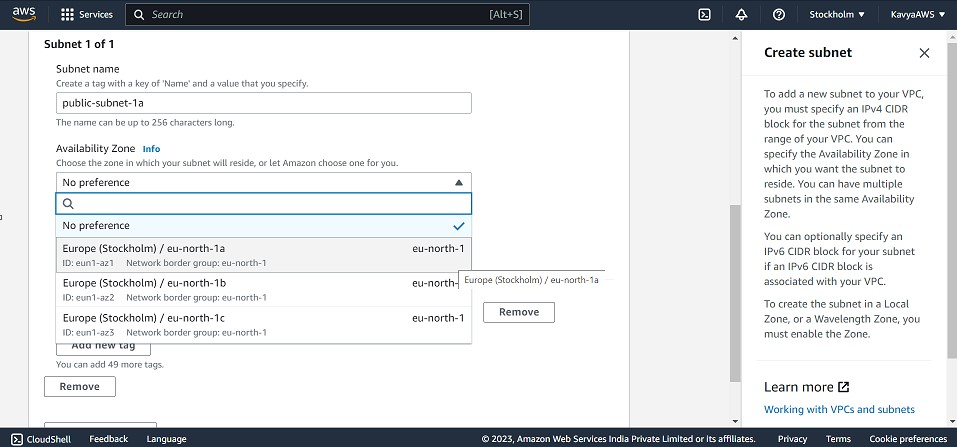 aws
Services
Search
[Alt+S]
Stockholm
KavyaAWS
Subnet 1 of 1
Subnet name
Create a tag with a key of 'Name' and a value that you specify.
public-subnet-1a
The name can be up to 256 characters long.
Availability Zone Info
Choose the zone in which your subnet will reside, or let Amazon choose one for you.
No preference
No preference
Europe (Stockholm) / eu-north-1a eu-north-1
ID: eun1-az1 Network border group: eu-north-1
Europe (Stockholm) / eu-north-1a
Europe (Stockholm) / eu-north-1b eu-north-
ID: eun1-az2 Network border group: eu-north-1
Europe (Stockholm) / eu-north-1c eu-north-1
ID: eun1-az3 Network border group: eu-north-1
Remove
Add new tag
You can add 49 more tags.
Remove
Create subnet
To add a new subnet to your VPC,
you must specify an IPv4 CIDR
block for the subnet from the
range of your VPC. You can
specify the Availability Zone in
which you want the subnet to
reside. You can have multiple
subnets in the same Availability
Zone.
You can optionally specify an
IPv6 CIDR block for your subnet
if an IPv6 CIDR block is
associated with your VPC.
To create the subnet in a Local
Zone, or a Wavelength Zone, you
must enable the Zone.
Learn more
Working with VPCs and subnets
CloudShell Feedback Language
© 2023, Amazon Web Services India Private Limited or its affiliates. Privacy Terms Cookie preferences